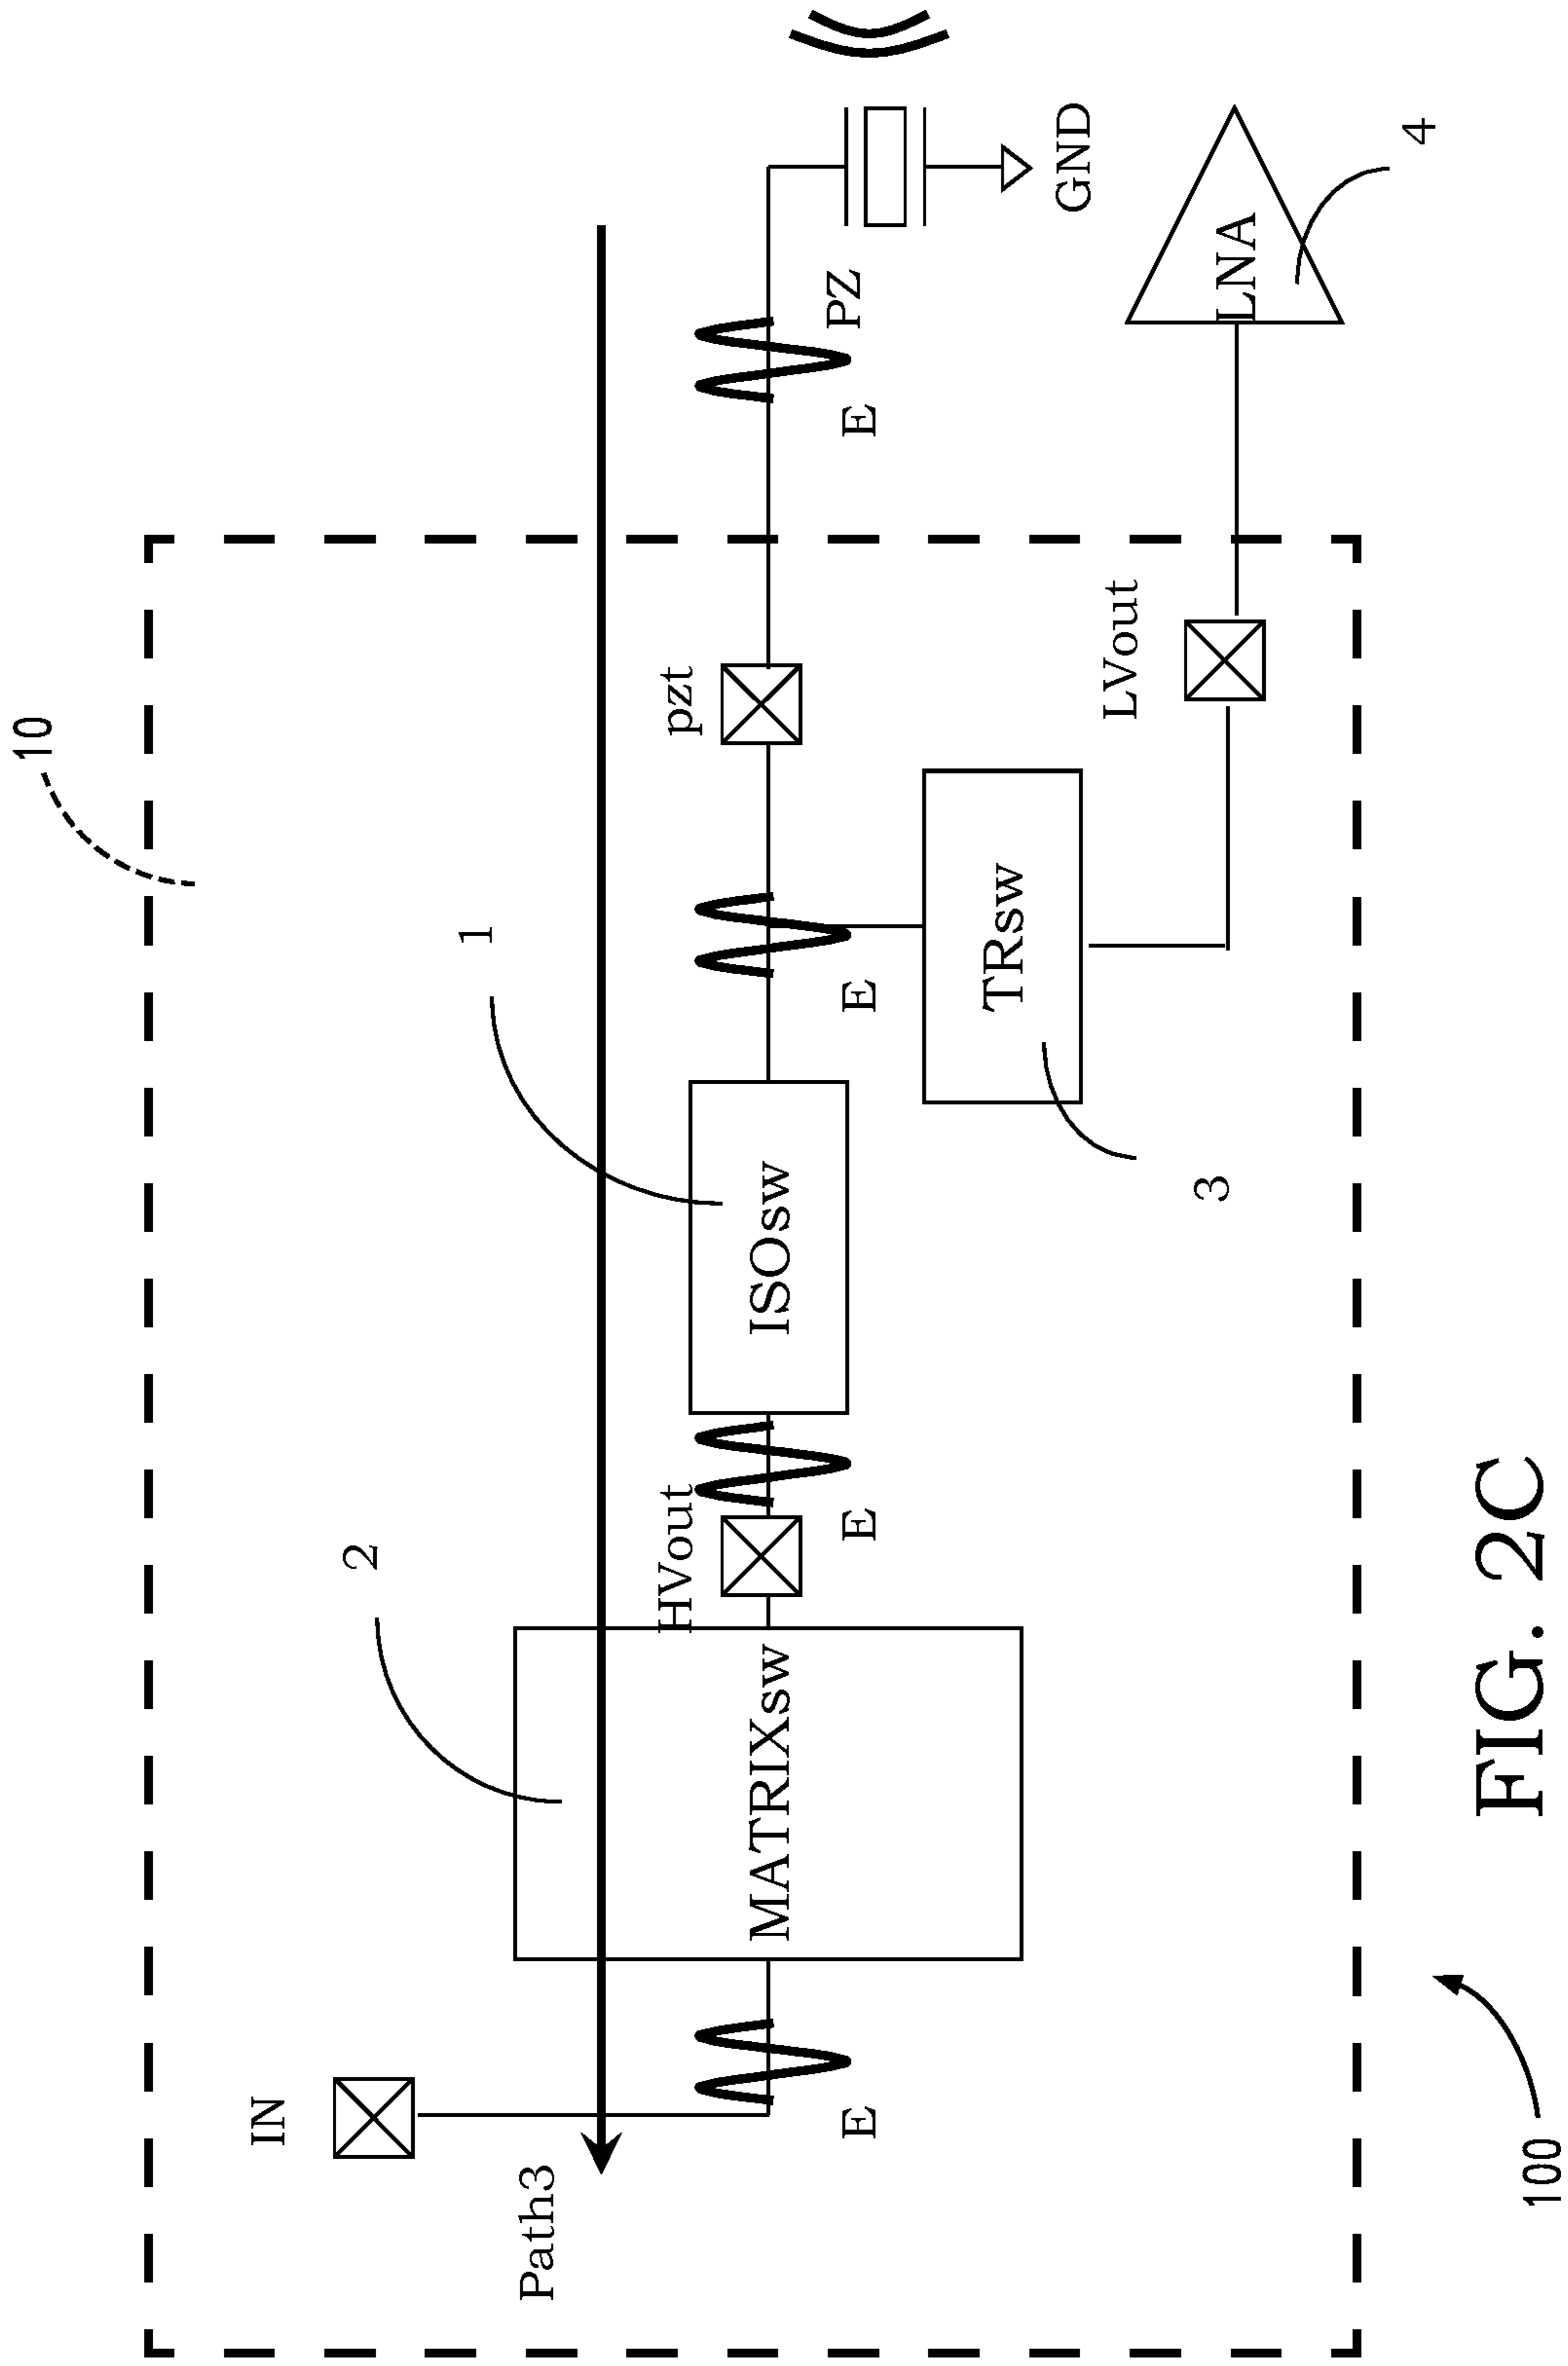 10
IN
2
1
Path3
HVout
pzt
MATRIXsw
ISOsw
E
E
E
E
PZ
TRsw
3
LVout
GND
LNA
4
100
FIG. 2C